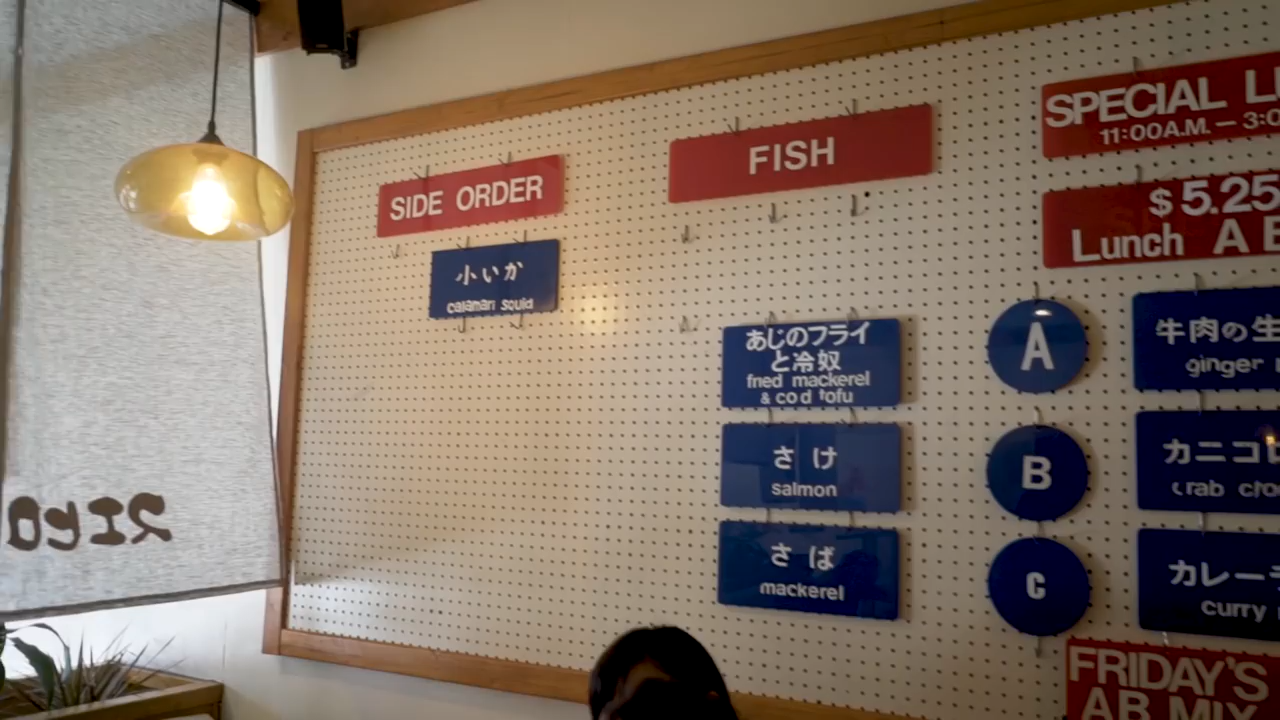 SIDE ORDER
小いか
calamari squid
FISH
あじのフライ
と冷奴
fried mackerel
& cod tofu
さけ
salmon
さば
mackerel
SPECIAL
11:00A.M. – 3:0
$5.25
Lunch A B
A
牛肉の生
ginger
B
カニコレ
crab
C
カレー
curry
FRIDAY'S
AB MIX